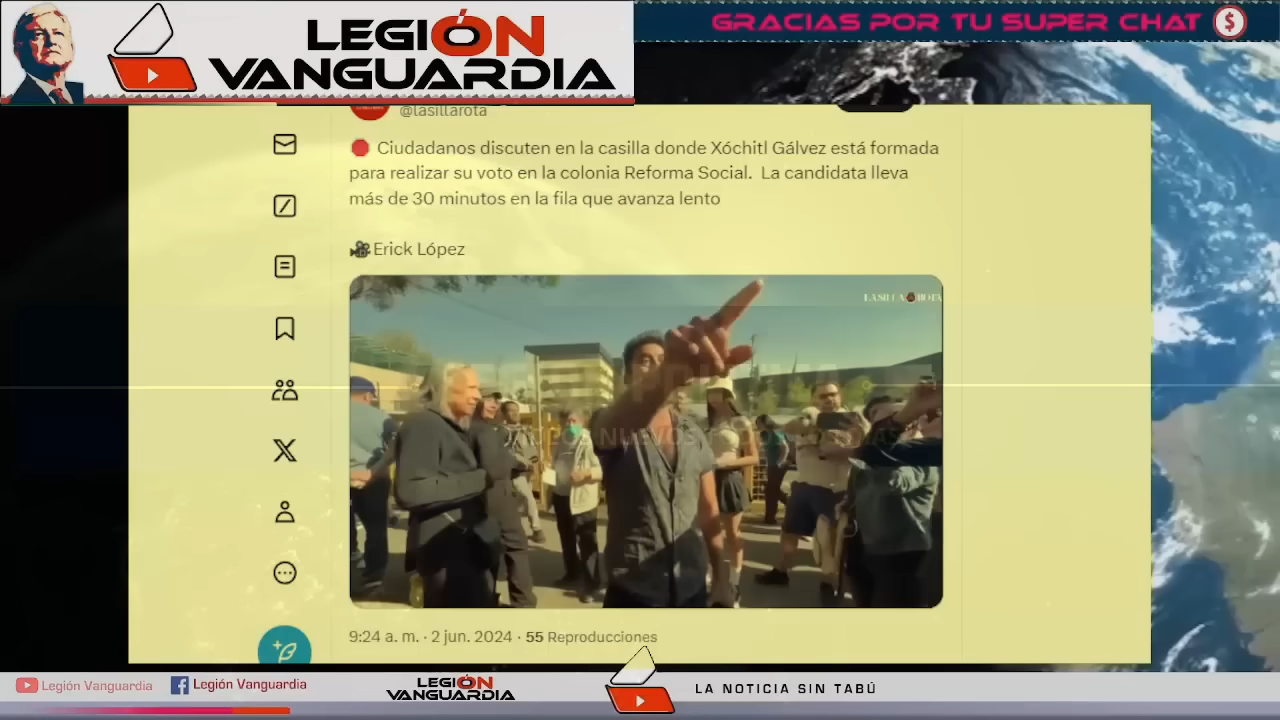 LEGIÓN
VANGUARDIA
GRACIAS POR TU SUPER CHAT $
@lasillarota
Ciudadanos discuten en la casilla donde Xóchitl Gálvez está formada
para realizar su voto en la colonia Reforma Social. La candidata lleva
más de 30 minutos en la fila que avanza lento
Erick López
LA SILLA ROTA
9:24 a. m. · 2 jun. 2024 · 55 Reproducciones
Legión Vanguardia
Legión Vanguardia
LEGIÓN
VANGUARDIA
LA NOTICIA SIN TABÚ